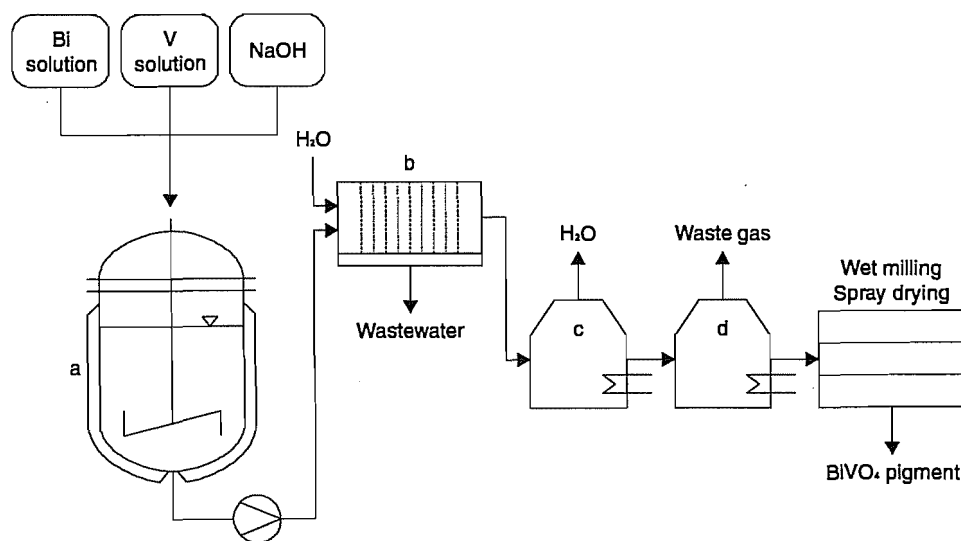 Bi
solution
V
solution
NaOH
H₂O
b
H₂O
Waste gas
Wet milling
Spray drying
Wastewater
c
d
a
BiVO₄ pigment